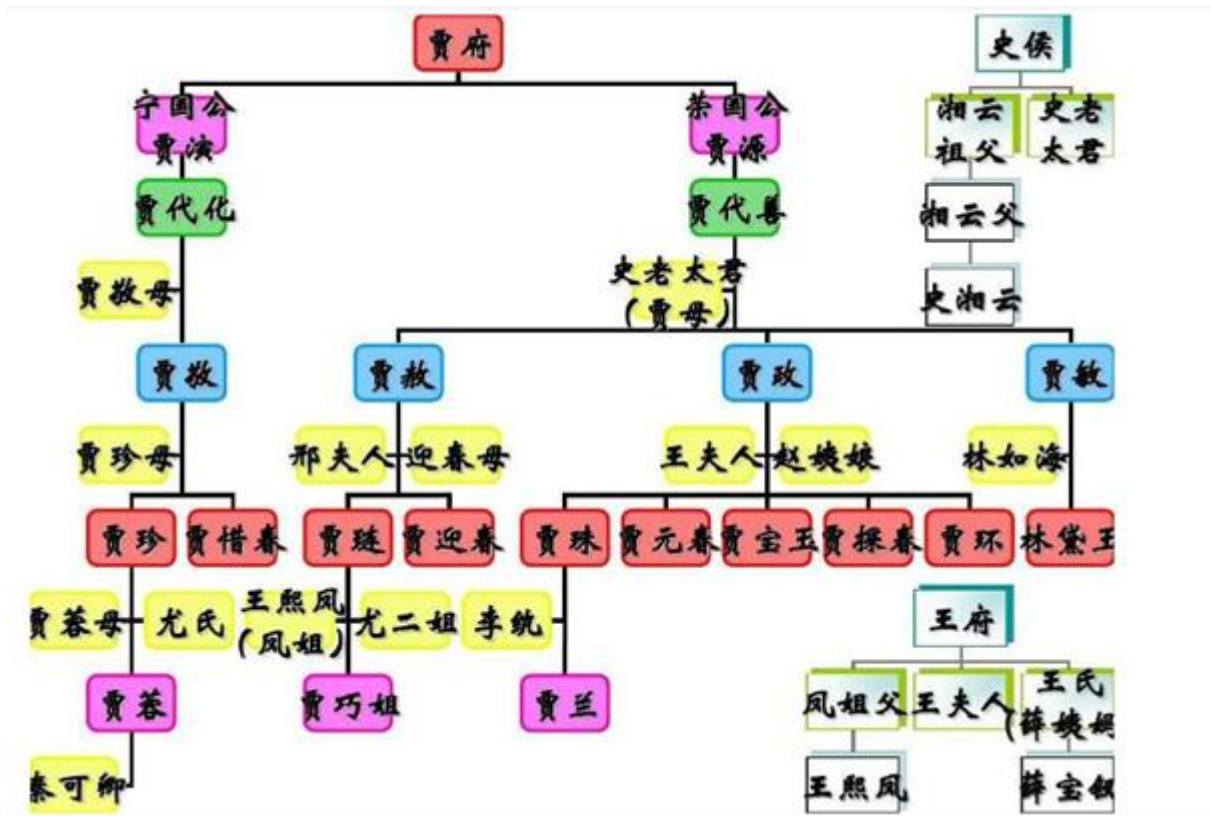 贾府
史侯
宁国公
贾演
荣国公
贾源
湘云
祖父
史老
太君
贾代化
贾代善
湘云父
贾敬母
史老太君
(贾母)
史湘云
贾敬
贾赦
贾政
贾敏
贾珍母
邢夫人
迎春母
王夫人
赵姨娘
林如海
贾珍
贾惜春
贾琏
贾迎春
贾珠
贾元春
贾宝玉
贾探春
贾环
林黛玉
贾蓉母
尤氏
王熙凤
(凤姐)
尤二姐
李纨
王府
贾蓉
贾巧姐
贾兰
凤姐父
王夫人
王氏
(薛姨妈
秦可卿
王熙凤
薛宝钗